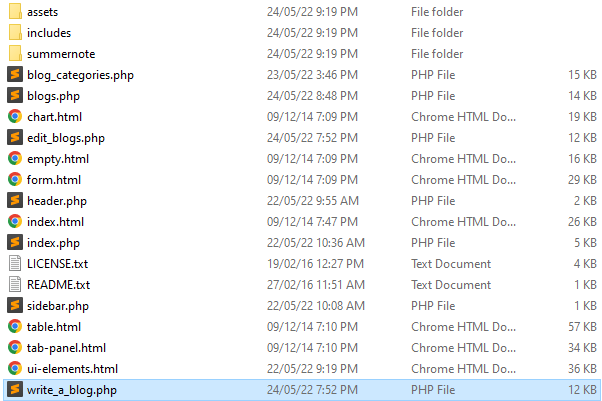 assets 24/05/22 9:19 PM File folder
includes 24/05/22 9:19 PM File folder
summernote 24/05/22 9:19 PM File folder
blog_categories.php 23/05/22 3:46 PM PHP File 15 KB
blogs.php 24/05/22 8:48 PM PHP File 14 KB
chart.html 09/12/14 7:09 PM Chrome HTML Do... 19 KB
edit_blogs.php 24/05/22 7:52 PM PHP File 12 KB
empty.html 09/12/14 7:09 PM Chrome HTML Do... 16 KB
form.html 09/12/14 7:09 PM Chrome HTML Do... 29 KB
header.php 22/05/22 9:55 AM PHP File 2 KB
index.html 09/12/14 7:47 PM Chrome HTML Do... 26 KB
index.php 22/05/22 10:36 AM PHP File 5 KB
LICENSE.txt 19/02/16 12:27 PM Text Document 4 KB
README.txt 27/02/16 11:51 AM Text Document 1 KB
sidebar.php 22/05/22 10:08 AM PHP File 1 KB
table.html 09/12/14 7:10 PM Chrome HTML Do... 57 KB
tab-panel.html 09/12/14 7:10 PM Chrome HTML Do... 34 KB
ui-elements.html 22/05/22 9:19 PM Chrome HTML Do... 36 KB
write_a_blog.php 24/05/22 7:52 PM PHP File 12 KB